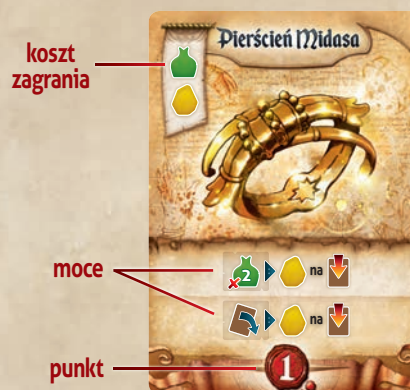 Pierścień Midasa
koszt
zagrania
moce
2 na
na
punkt
1